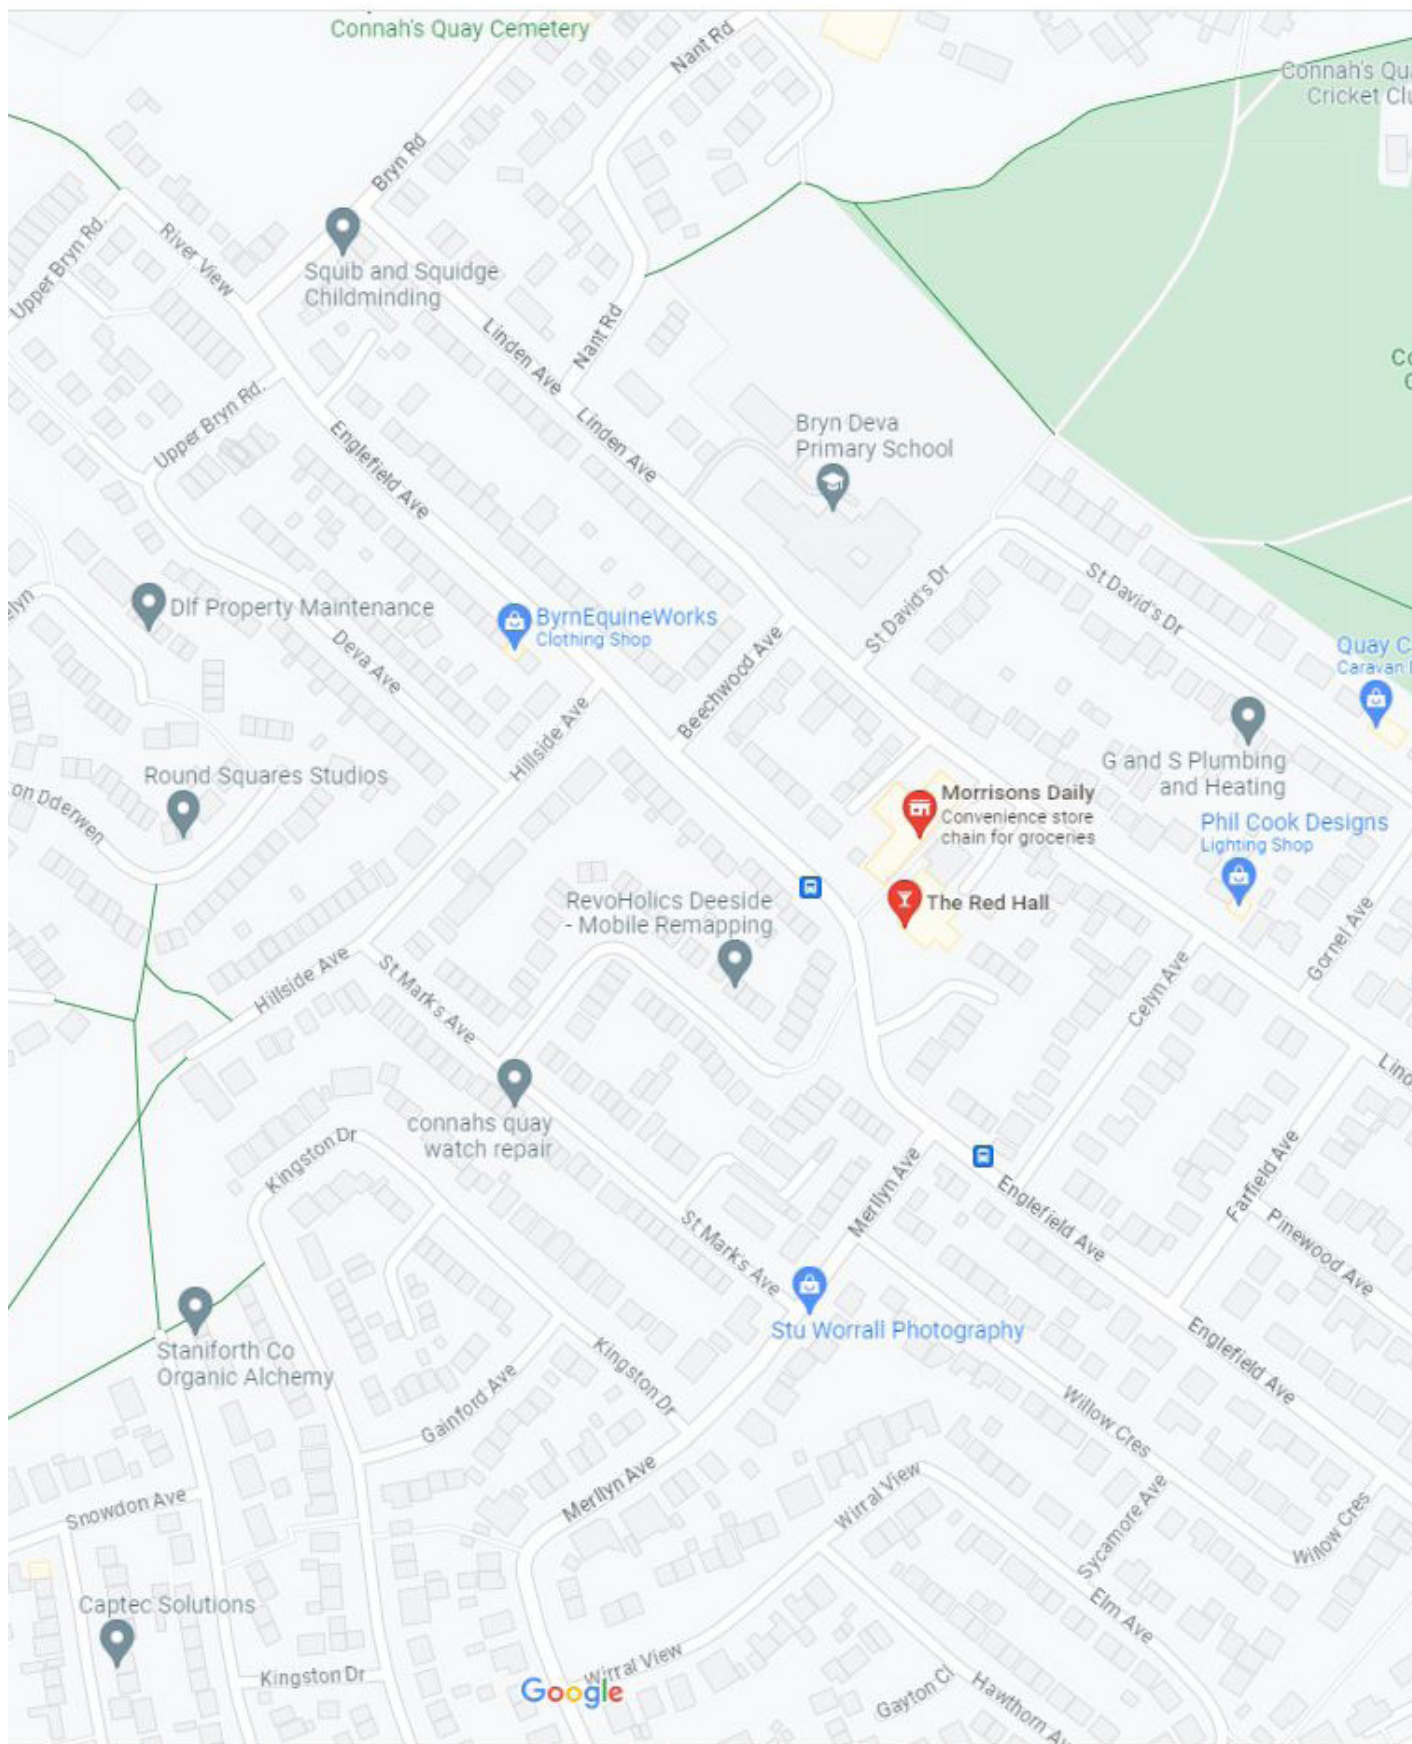 Connah's Quay Cemetery
Nant Rd
Connah's Qu
Cricket Clu
Bryn Rd
Upper Bryn Rd.
River View
Squib and Squidge
Childminding
Linden Ave
Nant Rd
Upper Bryn Rd.
Englefield Ave
Linden Ave
Bryn Deva
Primary School
Dlf Property Maintenance
ByrnEquineWorks
Clothing Shop
Deva Ave
St David's Dr
St David's Dr
Quay C
Caravan
Beechwood Ave
Hillside Ave
G and S Plumbing
and Heating
Round Squares Studios
on Dderwen
Morrisons Daily
Convenience store
chain for groceries
Phil Cook Designs
Lighting Shop
RevoHolics Deeside
- Mobile Remapping
The Red Hall
Gornel Ave
Hillside Ave
St Mark's Ave
Celyn Ave
Lind
connahs quay
watch repair
Kingston Dr
Merllyn Ave
Englefield Ave
Farfield Ave
Pinewood Ave
St Mark's Ave
Stu Worrall Photography
Staniforth Co
Organic Alchemy
Kingston Dr
Englefield Ave
Gainford Ave
Willow Cres
Merllyn Ave
Wirral View
Snowdon Ave
Sycamore Ave
Willow Cres
Captec Solutions
Elm Ave
Kingston Dr
Wirral View
Google
Gayton Cl
Hawthorn Av